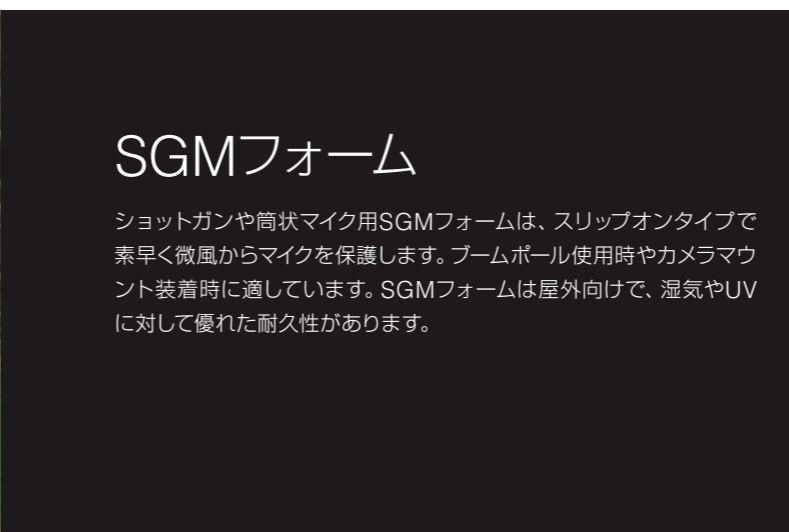 SGMフォーム
ショットガンや筒状マイク用SGMフォームは、スリップオンタイプで
素早く微風からマイクを保護します。ブームポール使用時やカメラマウ
ント装着時に適しています。SGMフォームは屋外向けで、湿気やUV
に対して優れた耐久性があります。